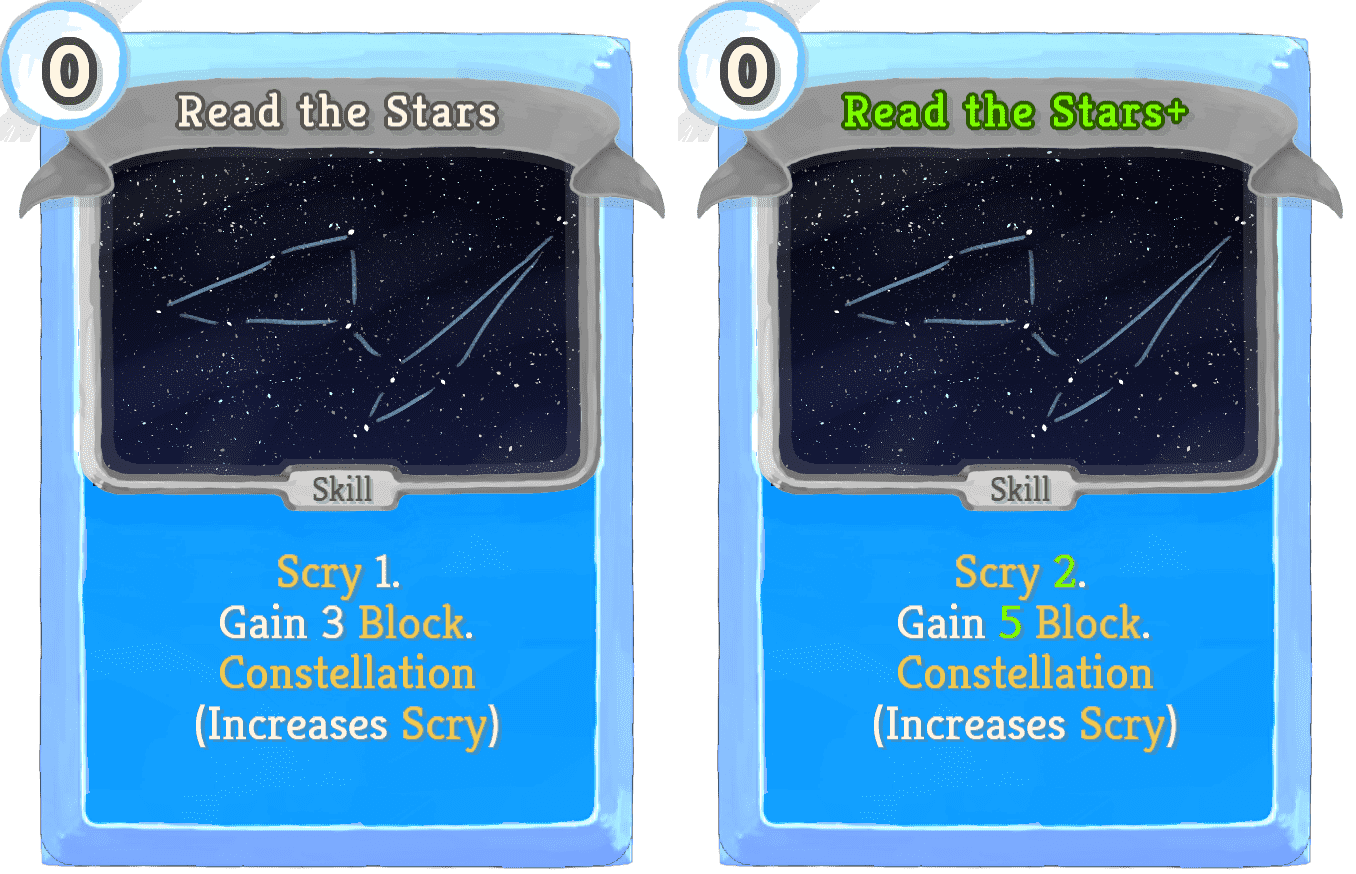 0
Read the Stars
Skill
Scry 1.
Gain 3 Block.
Constellation
(Increases Scry)
0
Read the Stars+
Skill
Scry 2.
Gain 5 Block.
Constellation
(Increases Scry)